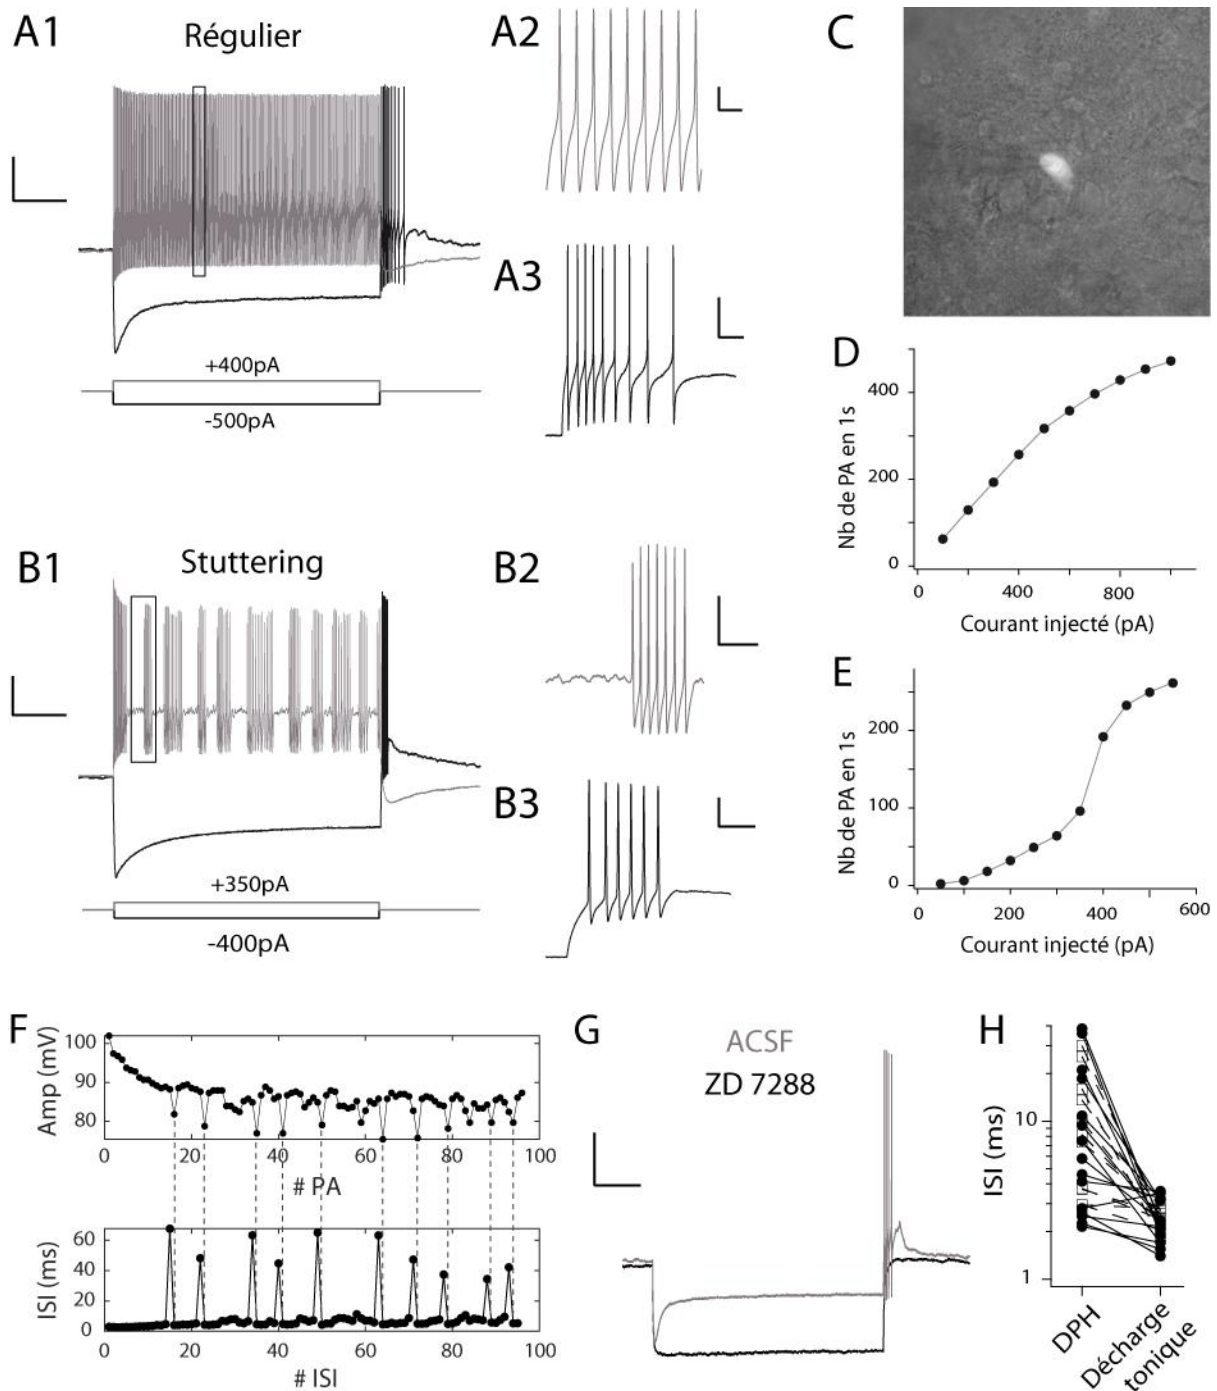 A1
Régulier
+400pA
-500pA
A2
A3
B1
Stuttering
+350pA
-400pA
B2
B3
C
D
Nb de PA en 1s
400
200
0
0
400
800
Courant injecté (pA)
E
Nb de PA en 1s
200
100
0
0
200
400
600
Courant injecté (pA)
F
Amp (mV)
100
90
80
0
20
40
60
80
100
# PA
ISI (ms)
60
40
20
0
0
20
40
60
80
100
# ISI
G
ACSF
ZD 7288
H
ISI (ms)
10
1
DPH
Décharge
tonique